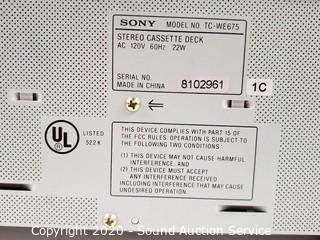 SONY MODEL NO. TC-WE675
STEREO CASSETTE DECK
AC 120V 60Hz 22W
SERIAL NO.
MADE IN CHINA 8102961
1C
UL
LISTED
522K
THIS DEVICE COMPLIES WITH PART 15 OF
THE FCC RULES. OPERATION IS SUBJECT TO
THE FOLLOWING TWO CONDITIONS:
(1) THIS DEVICE MAY NOT CAUSE HARMFUL
INTERFERENCE, AND
(2) THIS DEVICE MUST ACCEPT
ANY INTERFERENCE RECEIVED,
INCLUDING INTERFERENCE THAT MAY CAUSE
UNDESIRED OPERATION.
Copyright 2020 - Sound Auction Service